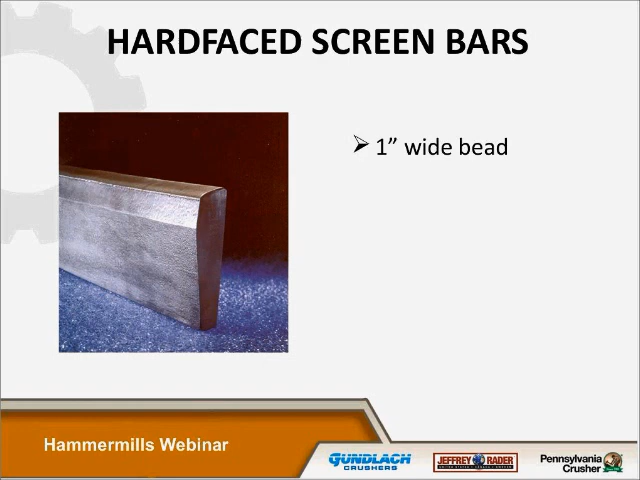 HARDFACED SCREEN BARS
➢ 1” wide bead
Hammermills Webinar
GUNDLACH
CRUSHERS
JEFFREY RADER
Pennsylvania
Crusher